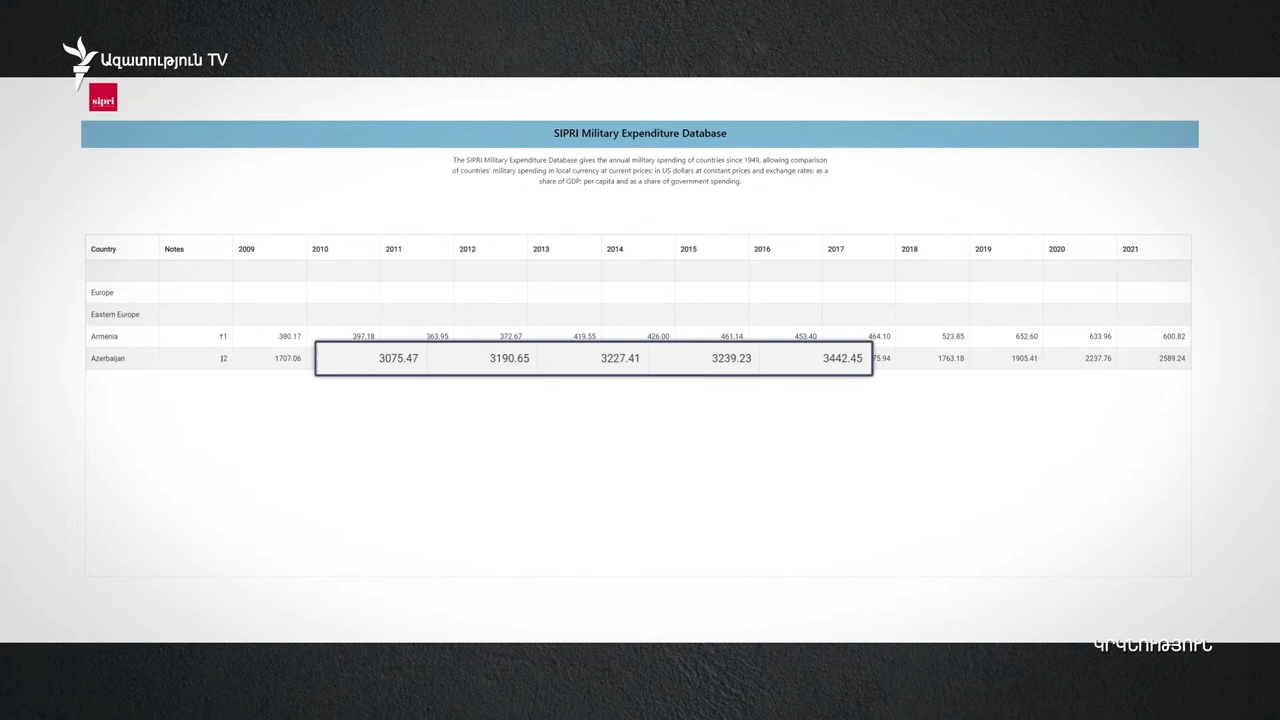 Ազատություն TV
sipri
SIPRI Military Expenditure Database
The SIPRI Military Expenditure Database gives the annual military spending of countries since 1949, allowing comparison
of countries' military spending in local currency at current prices; in US dollars at constant prices and exchange rates; as a
share of GDP; per capita and as a share of government spending.
Country Notes 2009 2010 2011 2012 2013 2014 2015 2016 2017 2018 2019 2020 2021
Europe
Eastern Europe
Armenia †1 380.17 397.18 363.95 372.67 419.55 426.00 461.14 453.40 464.10 523.85 652.60 633.96 600.82
Azerbaijan ‖2 1707.06 3075.47 3190.65 3227.41 3239.23 3442.45 75.94 1763.18 1905.41 2237.76 2589.24
ԿՐԿՆՈՒԹՅՈՒՆ